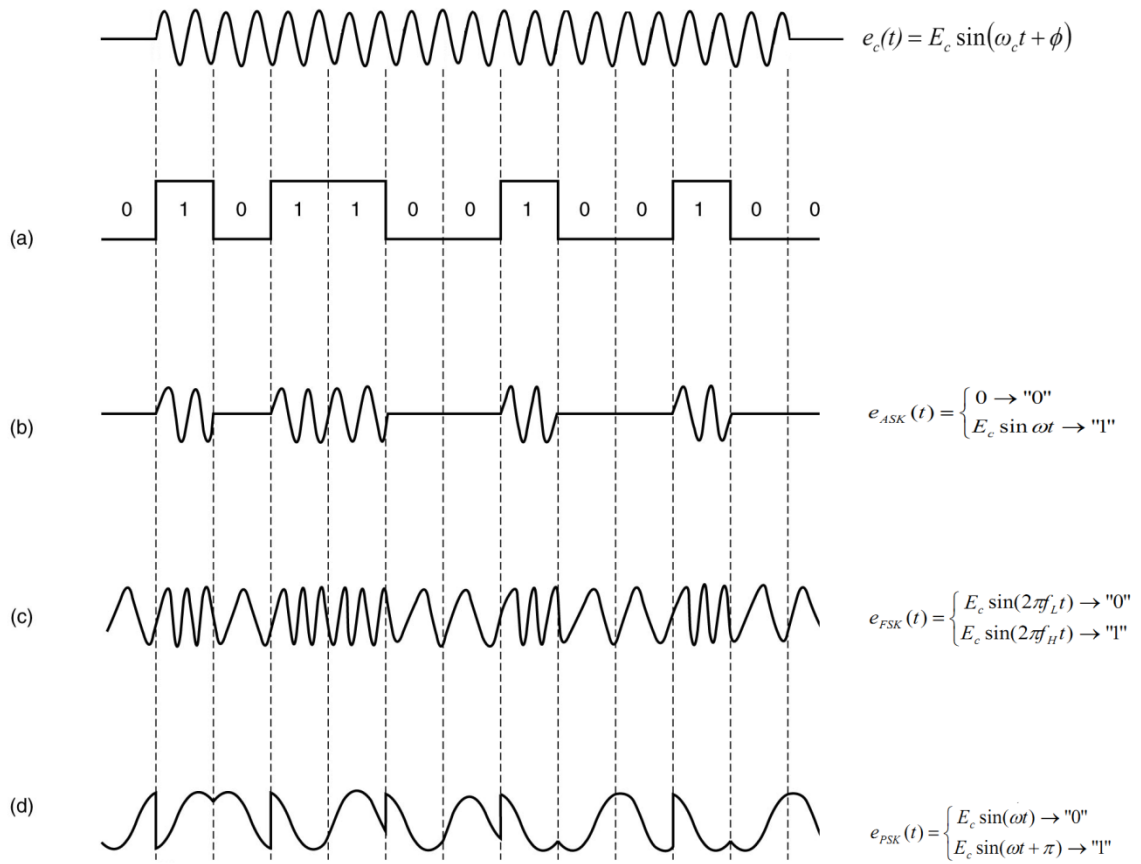 e_c(t) = E_c sin(ω_c t + ϕ)
0 1 0 1 1 0 0 1 0 0 1 0 0
(a)
(b)
e_ASK(t) = { 0 → "0"
E_c sin ωt → "1"
(c)
e_FSK(t) = { E_c sin(2πf_L t) → "0"
E_c sin(2πf_H t) → "1"
(d)
e_PSK(t) = { E_c sin(ωt) → "0"
E_c sin(ωt + π) → "1"